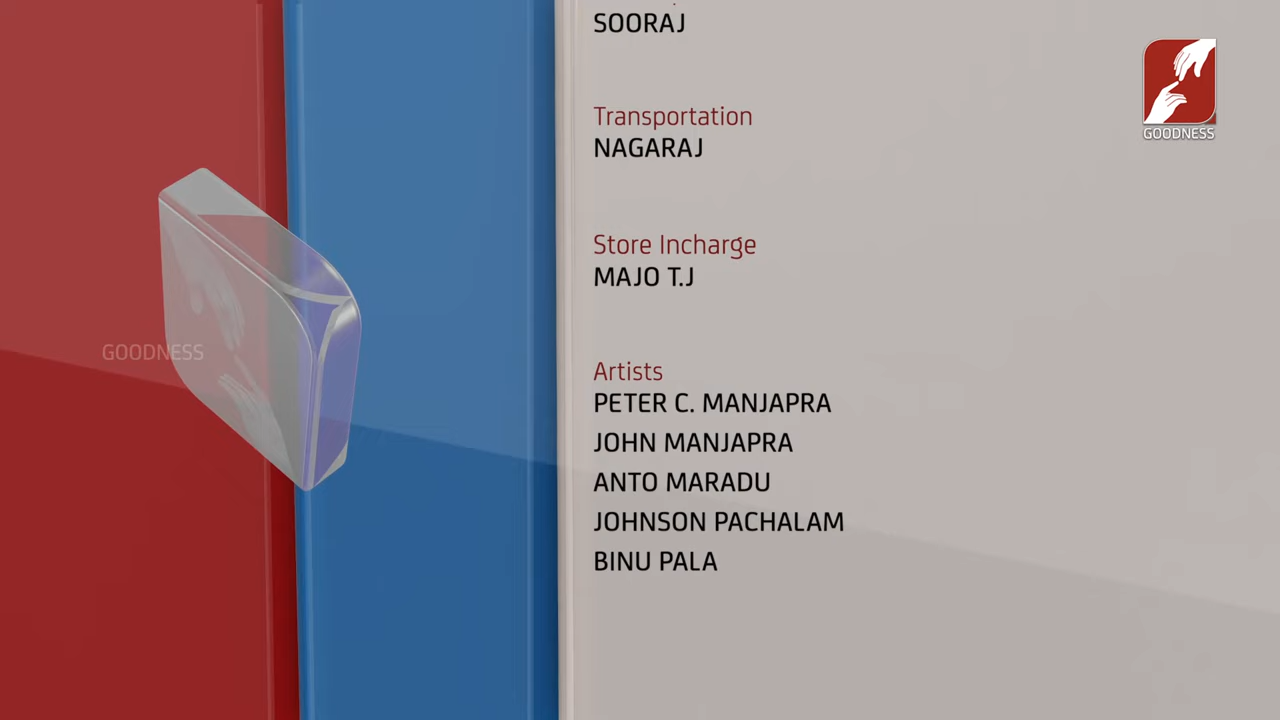 SOORAJ
GOODNESS
Transportation
NAGARAJ
Store Incharge
MAJO T.J
GOODNESS
Artists
PETER C. MANJAPRA
JOHN MANJAPRA
ANTO MARADU
JOHNSON PACHALAM
BINU PALA